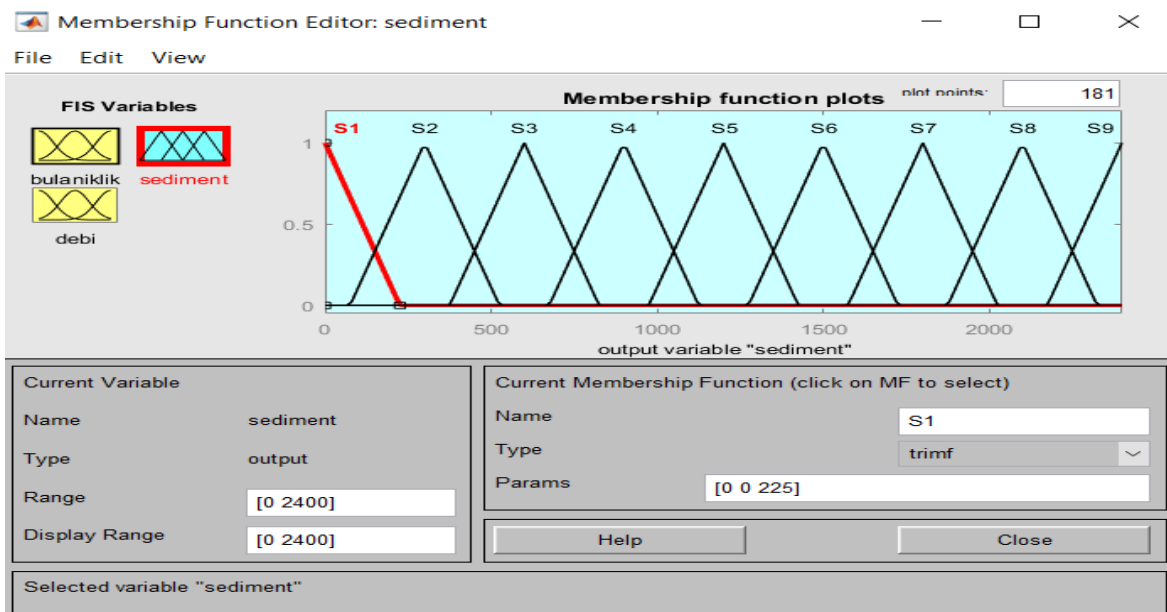 Membership Function Editor: sediment
File Edit View
FIS Variables
bulaniklik
sediment
debi
Membership function plots
plot points:
181
S1 S2 S3 S4 S5 S6 S7 S8 S9
1
0.5
0
0 500 1000 1500 2000
output variable "sediment"
Current Variable
Name sediment
Type output
Range [0 2400]
Display Range [0 2400]
Current Membership Function (click on MF to select)
Name S1
Type trimf
Params [0 0 225]
Help Close
Selected variable "sediment"